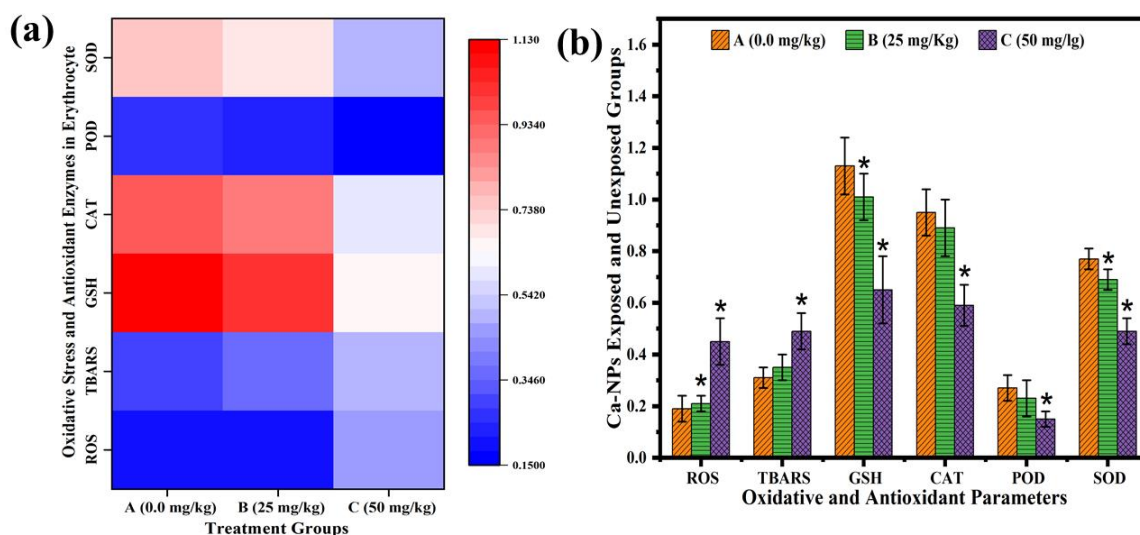 (a)
Oxidative Stress and Antioxidant Enzymes in Erythrocyte
SOD
POD
CAT
GSH
TBARS
ROS
A (0.0 mg/kg) B (25 mg/kg) C (50 mg/kg)
Treatment Groups
1.130
0.9340
0.7380
0.5420
0.3460
0.1500
(b)
A (0.0 mg/kg) B (25 mg/Kg) C (50 mg/lg)
Ca-NPs Exposed and Unexposed Groups
1.6
1.4
1.2
1.0
0.8
0.6
0.4
0.2
0.0
* * * * * * * * * *
ROS TBARS GSH CAT POD SOD
Oxidative and Antioxidant Parameters